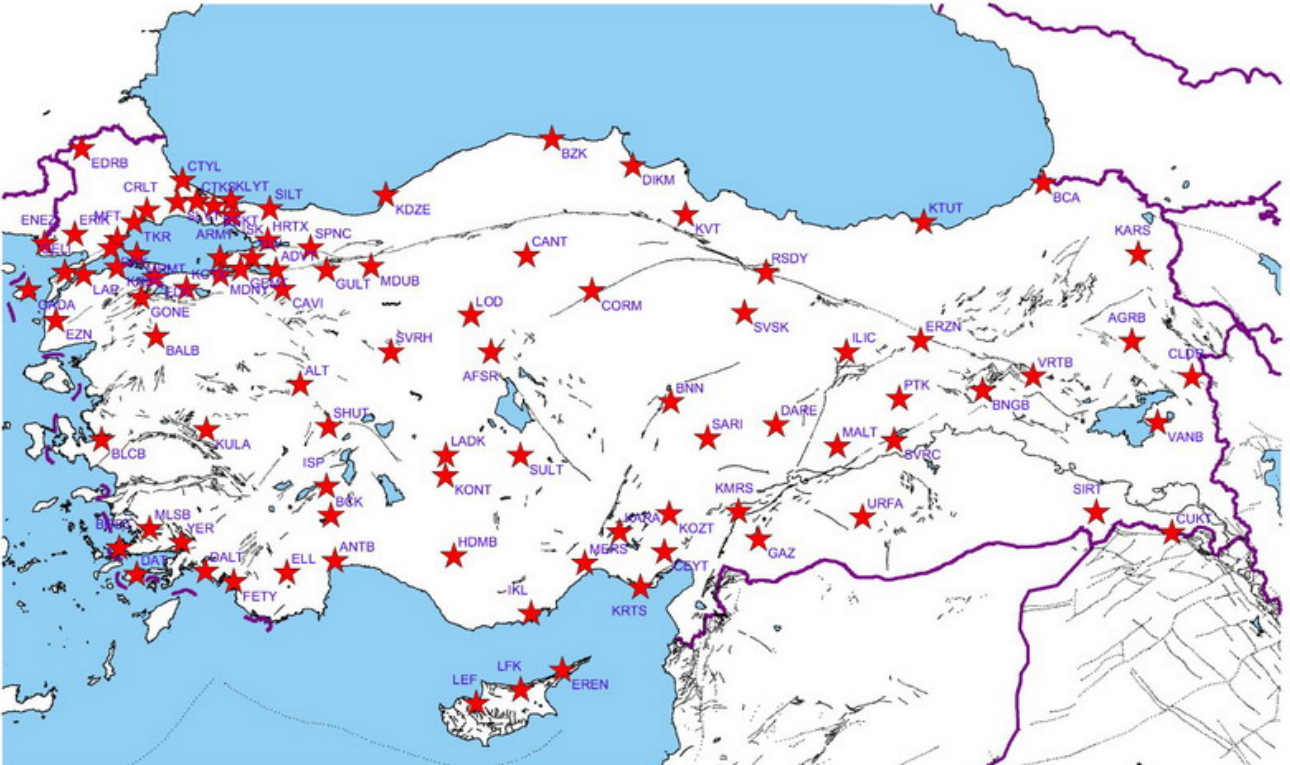 BZK
EDRB
CTYL
DIKM
CRLT
SILT
KDZE
BCA
KTUT
ENEZ
KVT
KARS
TKR
HRTX
SPNC
CANT
ADVT
RSDY
LAP
GULT
MDUB
CAVI
GADA
GONE
CORM
LOD
SVSK
EZN
AGRB
BALB
SVRH
ILIC
ERZN
CLDR
AFSR
VRTB
ALT
BNN
PTK
BNGB
SHUT
DARE
SARI
KULA
LADK
MALT
VANB
BLCB
SVRC
ISP
SULT
KONT
KMRS
SIRT
BCK
URFA
MLSB
KARA
KOZT
CUKT
YER
GAZ
ANTB
HDMB
MERS
CEYT
DAT
DALT
ELL
FETY
IKL
KRTS
LFK
LEF
EREN